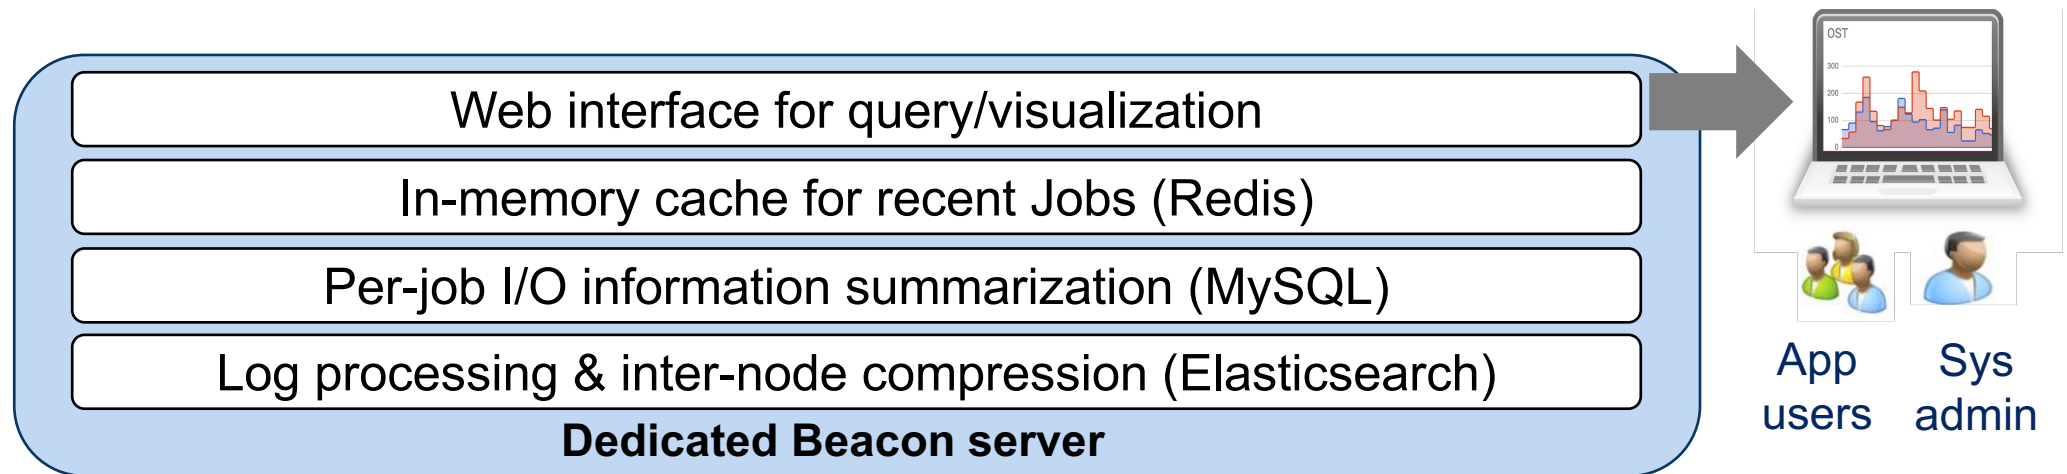 Web interface for query/visualization
In-memory cache for recent Jobs (Redis)
Per-job I/O information summarization (MySQL)
Log processing & inter-node compression (Elasticsearch)
Dedicated Beacon server
OST
300
200
100
0
App
users
Sys
admin